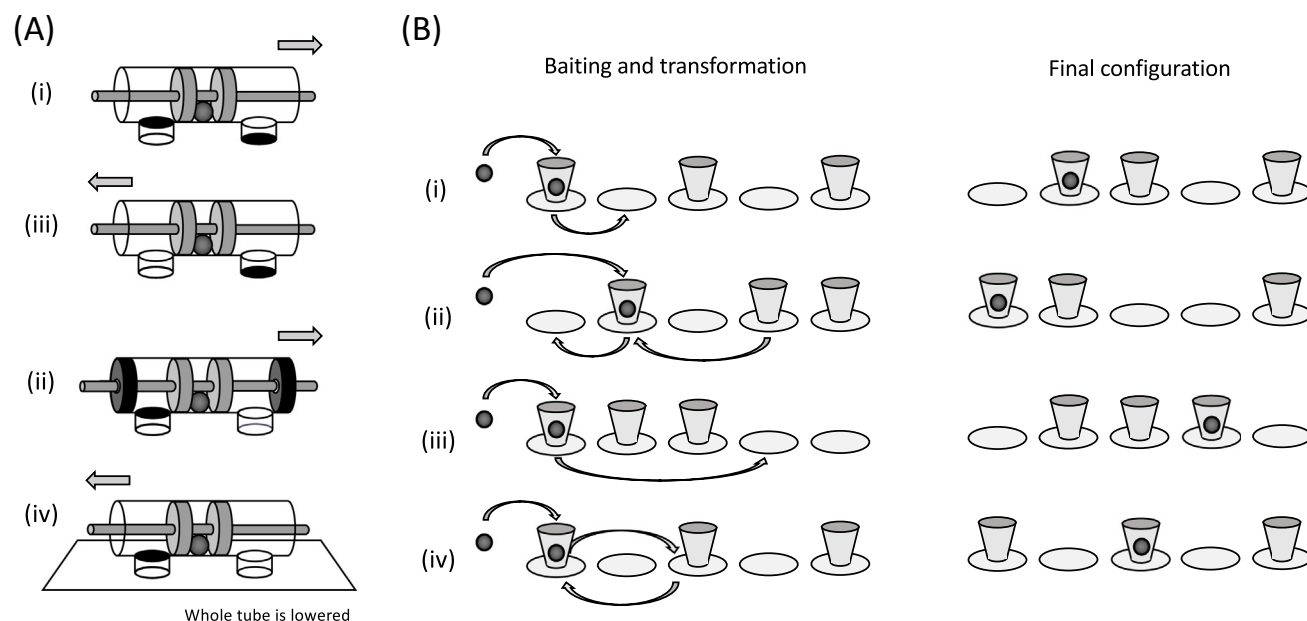 (A)
(i)
(iii)
(ii)
(iv)
Whole tube is lowered
(B)
Baiting and transformation
Final configuration
(i)
(ii)
(iii)
(iv)